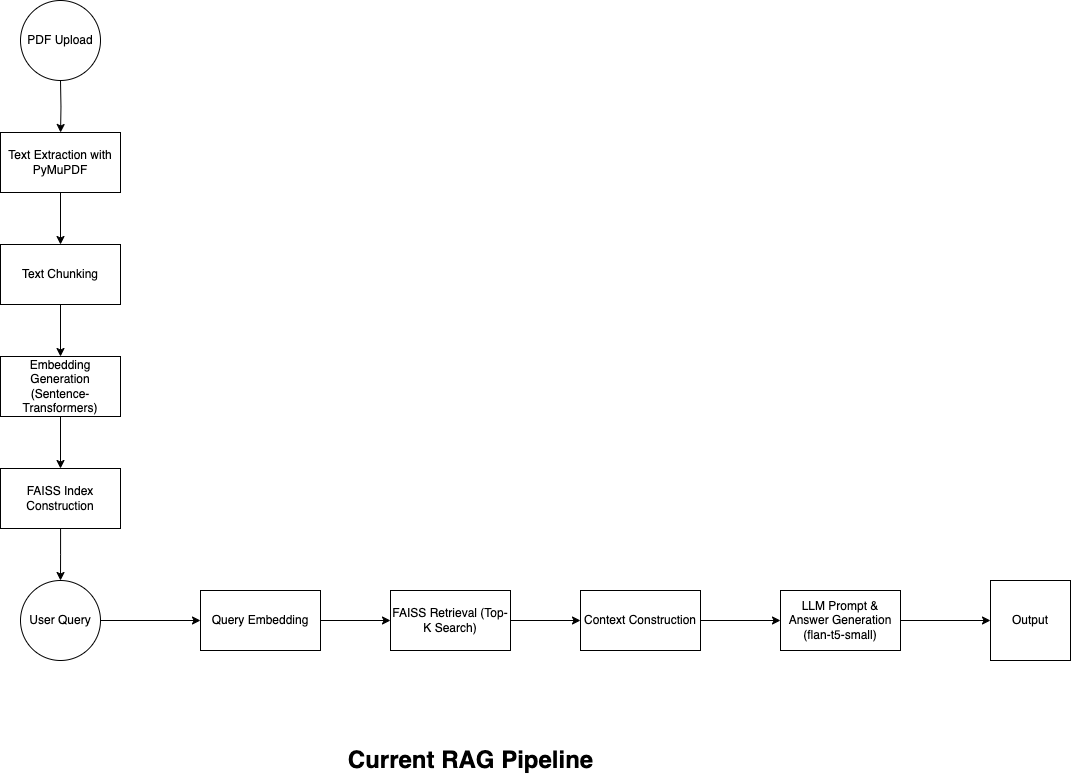 PDF Upload
Text Extraction with
PyMuPDF
Text Chunking
Embedding
Generation
(Sentence-
Transformers)
FAISS Index
Construction
User Query
Query Embedding
FAISS Retrieval (Top-
K Search)
Context Construction
LLM Prompt &
Answer Generation
(flan-t5-small)
Output
Current RAG Pipeline